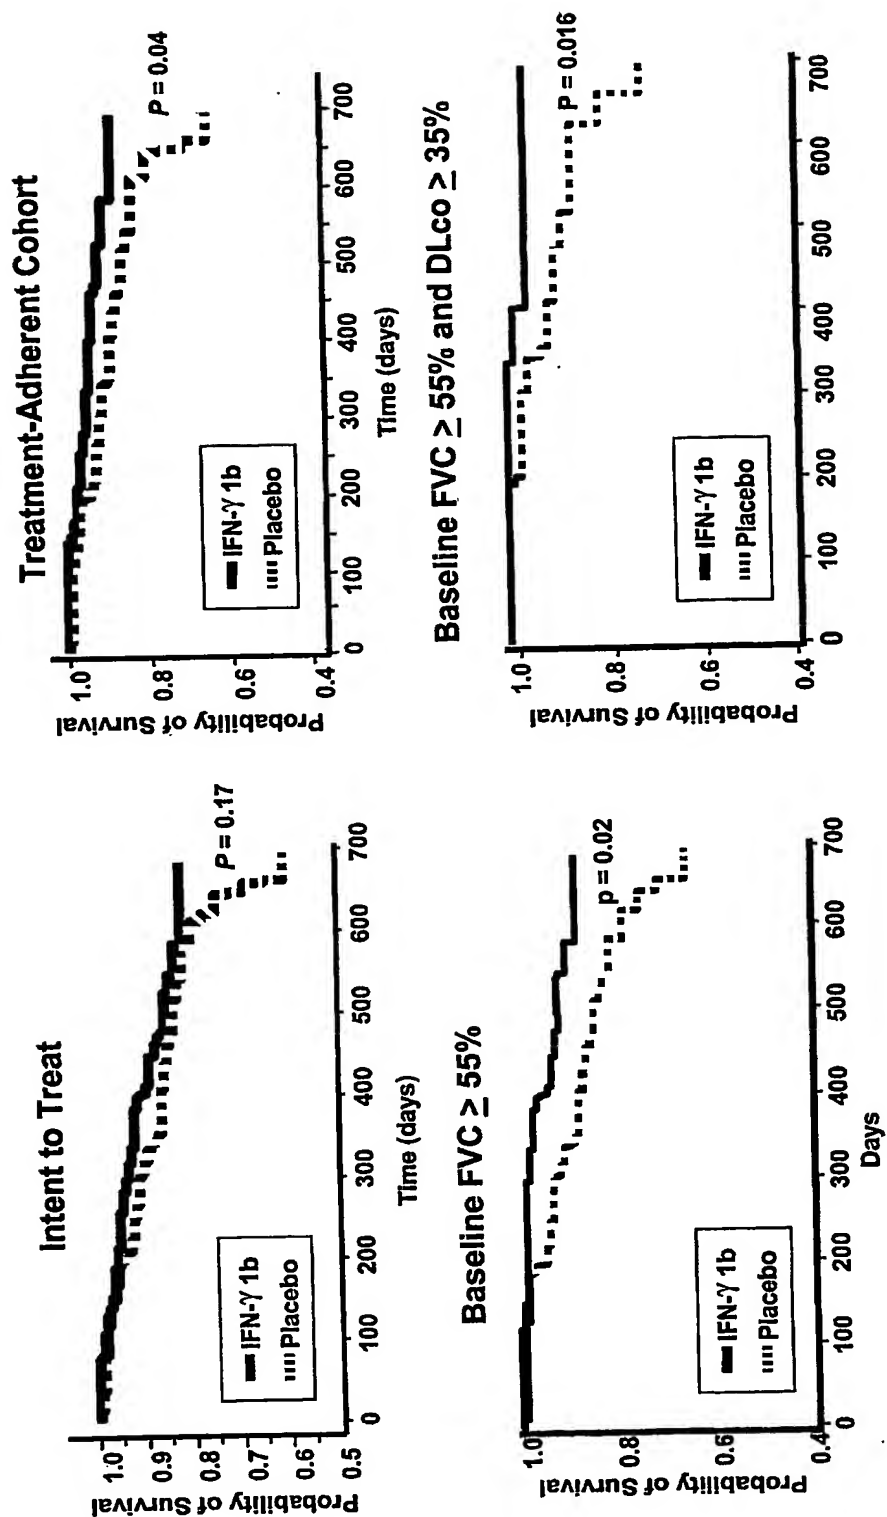 Intent to Treat
Probability of Survival
1.0
0.9
0.8
0.7
0.6
0.5
IFN-γ 1b
Placebo
P = 0.17
0 100 200 300 400 500 600 700
Time (days)
Treatment-Adherent Cohort
Probability of Survival
1.0
0.8
0.6
0.4
IFN-γ 1b
Placebo
P = 0.04
0 100 200 300 400 500 600 700
Time (days)
Baseline FVC ≥ 55%
Probability of Survival
1.0
0.8
0.6
0.4
IFN-γ 1b
Placebo
p = 0.02
0 100 200 300 400 500 600 700
Days
Baseline FVC ≥ 55% and DLco ≥ 35%
Probability of Survival
1.0
0.8
0.6
0.4
IFN-γ 1b
Placebo
P = 0.016
0 100 200 300 400 500 600 700